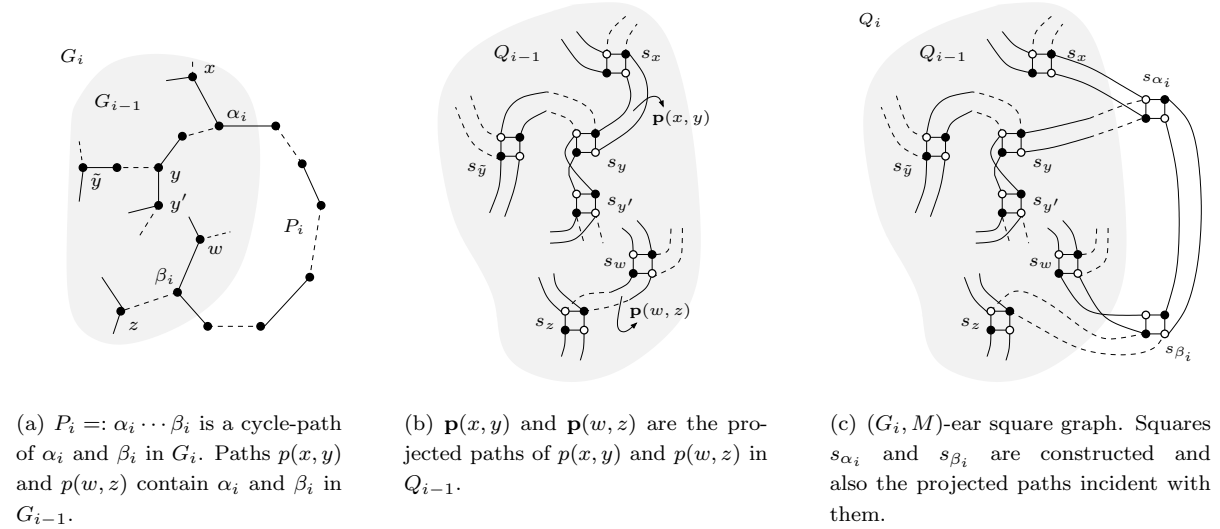 G_i
G_{i-1}
x
α_i
ỹ
y
y′
P_i
w
β_i
z
Q_{i-1}
s_x
p(x, y)
s_ỹ
s_y
s_{y′}
s_w
s_z
p(w, z)
Q_i
Q_{i-1}
s_x
s_{α_i}
s_ỹ
s_y
s_{y′}
s_w
s_z
s_{β_i}
(a) P_i =: α_i ⋯ β_i is a cycle-path
of α_i and β_i in G_i. Paths p(x, y)
and p(w, z) contain α_i and β_i in
G_{i-1}.
(b) p(x, y) and p(w, z) are the pro-
jected paths of p(x, y) and p(w, z) in
Q_{i-1}.
(c) (G_i, M)-ear square graph. Squares
s_{α_i} and s_{β_i} are constructed and
also the projected paths incident with
them.